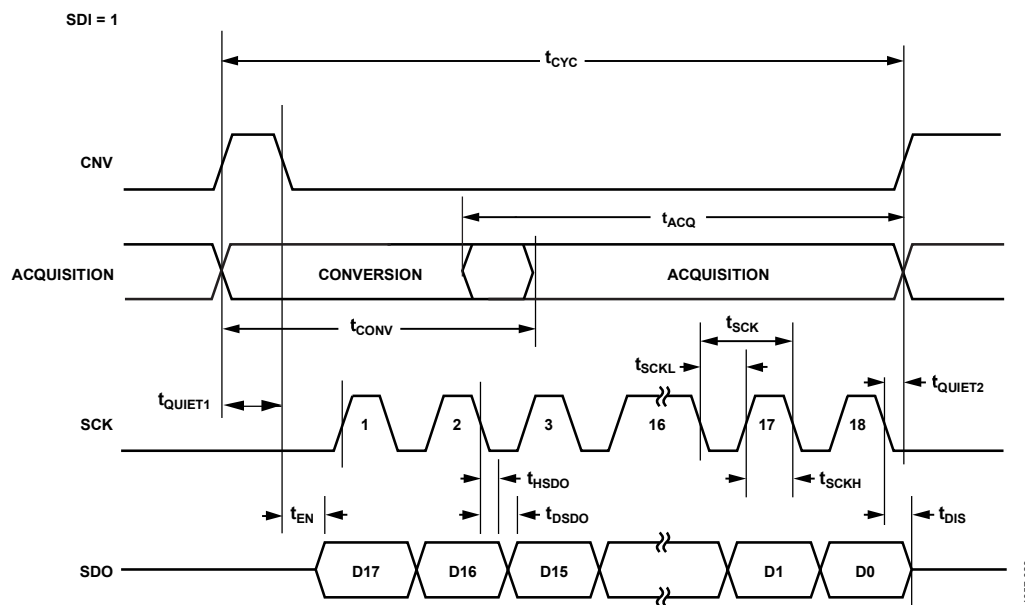 SDI = 1
tCYC
CNV
tACQ
ACQUISITION
CONVERSION
ACQUISITION
tCONV
tSCK
tSCKL
tQUIET1
tQUIET2
SCK
1
2
3
16
17
18
tHSDO
tSCKH
tEN
tDSDO
tDIS
SDO
D17
D16
D15
D1
D0